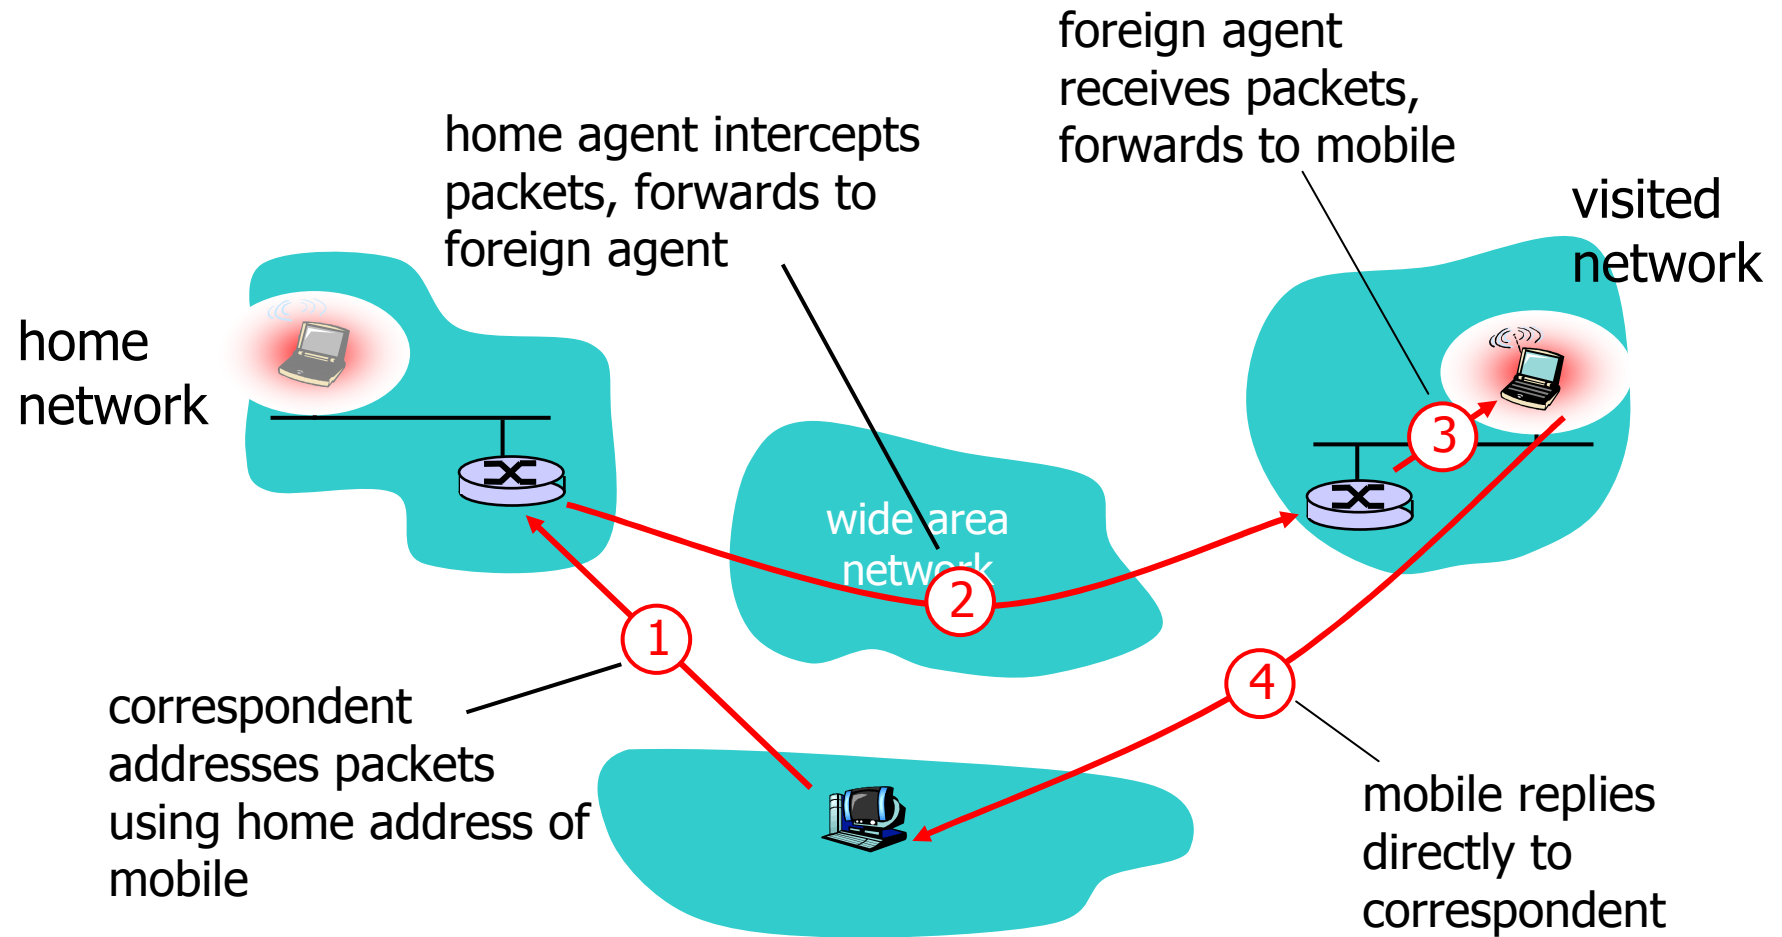 foreign agent
receives packets,
forwards to mobile
home agent intercepts
packets, forwards to
foreign agent
visited
network
home
network
3
wide area
network
2
1
4
correspondent
addresses packets
using home address of
mobile
mobile replies
directly to
correspondent